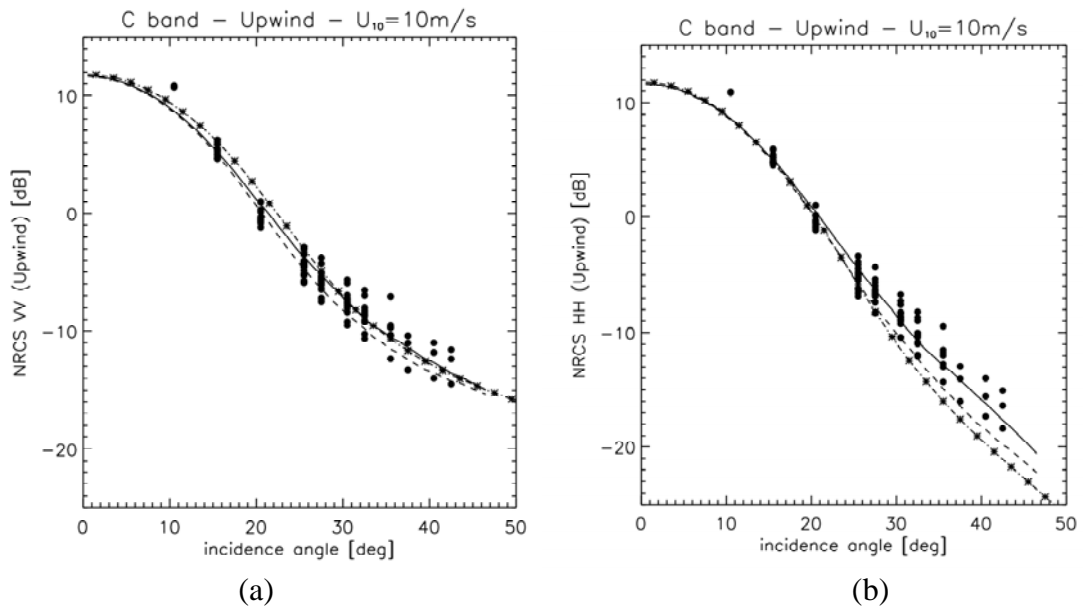 C band – Upwind – U₁₀=10m/s
10
0
−10
−20
NRCS VV (Upwind) [dB]
0 10 20 30 40 50
incidence angle [deg]
(a)
C band – Upwind – U₁₀=10m/s
10
0
−10
−20
NRCS HH (Upwind) [dB]
0 10 20 30 40 50
incidence angle [deg]
(b)